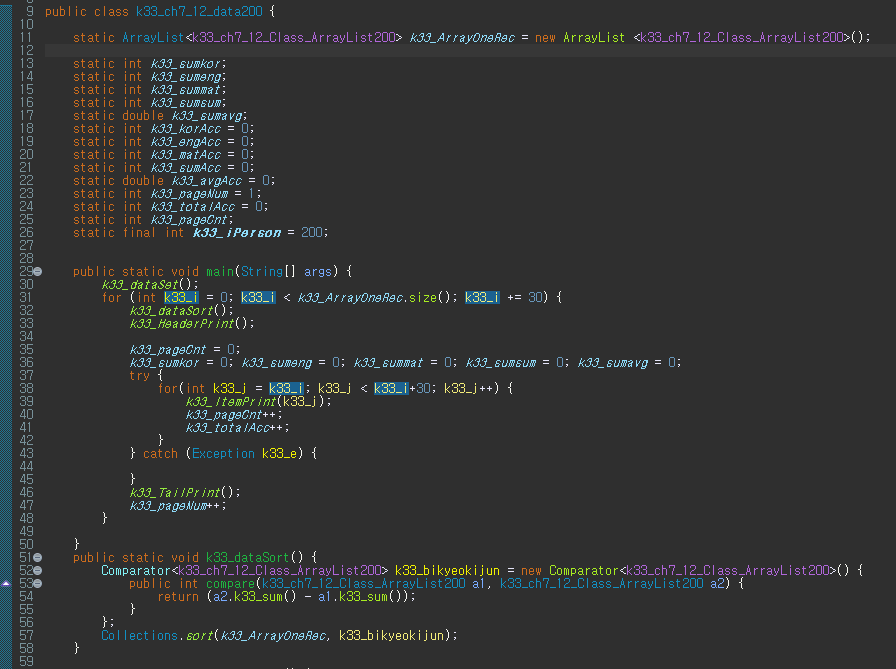 9 public class k33_ch7_12_data200 {
10
11 static ArrayList<k33_ch7_12_Class_ArrayList200> k33_ArrayOneRec = new ArrayList <k33_ch7_12_Class_ArrayList200>();
12
13 static int k33_sumkor;
14 static int k33_sumeng;
15 static int k33_summat;
16 static int k33_sumsum;
17 static double k33_sumavg;
18 static int k33_korAcc = 0;
19 static int k33_engAcc = 0;
20 static int k33_matAcc = 0;
21 static int k33_sumAcc = 0;
22 static double k33_avgAcc = 0;
23 static int k33_pageNum = 1;
24 static int k33_totalAcc = 0;
25 static int k33_pageCnt;
26 static final int k33_iPerson = 200;
27
28
29 public static void main(String[] args) {
30 k33_dataSet();
31 for (int k33_i = 0; k33_i < k33_ArrayOneRec.size(); k33_i += 30) {
32 k33_dataSort();
33 k33_HeaderPrint();
34
35 k33_pageCnt = 0;
36 k33_sumkor = 0; k33_sumeng = 0; k33_summat = 0; k33_sumsum = 0; k33_sumavg = 0;
37 try {
38 for(int k33_j = k33_i; k33_j < k33_i+30; k33_j++) {
39 k33_ItemPrint(k33_j);
40 k33_pageCnt++;
41 k33_totalAcc++;
42 }
43 } catch (Exception k33_e) {
44
45 }
46 k33_TailPrint();
47 k33_pageNum++;
48 }
49
50 }
51 public static void k33_dataSort() {
52 Comparator<k33_ch7_12_Class_ArrayList200> k33_bikyeokijun = new Comparator<k33_ch7_12_Class_ArrayList200>() {
53 public int compare(k33_ch7_12_Class_ArrayList200 a1, k33_ch7_12_Class_ArrayList200 a2) {
54 return (a2.k33_sum() - a1.k33_sum());
55 }
56 };
57 Collections.sort(k33_ArrayOneRec, k33_bikyeokijun);
58 }
59